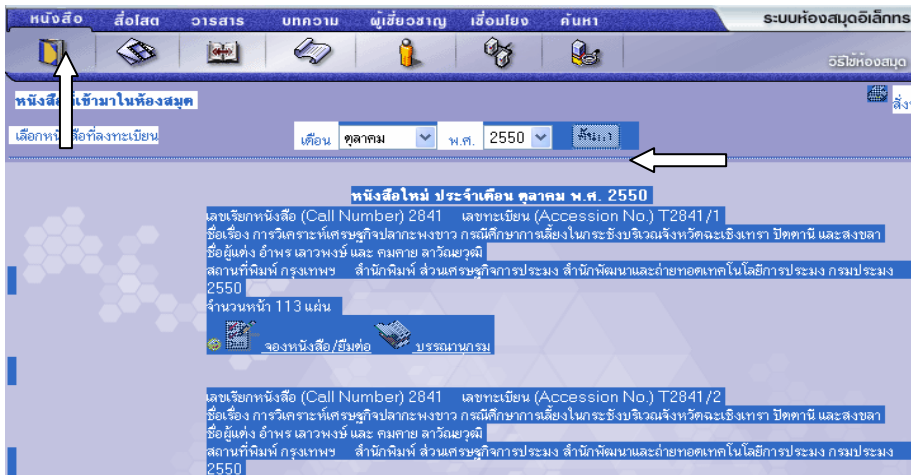 หนังสือ สื่อโสต วารสาร บทความ ผู้เชี่ยวชาญ เชื่อมโยง ค้นหา ระบบห้องสมุดอิเล็กทร
วิธีใช้ห้องสมุด
หนังสือ เข้ามาในห้องสมุด สั่ง
เลือกหนังสือที่ลงทะเบียน เดือน ตุลาคม พ.ศ. 2550 ค้นหา
หนังสือใหม่ ประจำเดือน ตุลาคม พ.ศ. 2550
เลขเรียกหนังสือ (Call Number) 2841 เลขทะเบียน (Accession No.) T2841/1
ชื่อเรื่อง การวิเคราะห์เศรษฐกิจปลากะพงขาว กรณีศึกษาการเลี้ยงในกระชังบริเวณจังหวัดฉะเชิงเทรา ปัตตานี และสงขลา
ชื่อผู้แต่ง อำพร เลาวพงษ์ และ คมคาย ลาวัณยวุฒิ
สถานที่พิมพ์ กรุงเทพฯ สำนักพิมพ์ ส่วนเศรษฐกิจการประมง สำนักพัฒนาและถ่ายทอดเทคโนโลยีการประมง กรมประมง
2550
จำนวนหน้า 113 แผ่น
จองหนังสือ/ยืมต่อ บรรณานุกรม
เลขเรียกหนังสือ (Call Number) 2841 เลขทะเบียน (Accession No.) T2841/2
ชื่อเรื่อง การวิเคราะห์เศรษฐกิจปลากะพงขาว กรณีศึกษาการเลี้ยงในกระชังบริเวณจังหวัดฉะเชิงเทรา ปัตตานี และสงขลา
ชื่อผู้แต่ง อำพร เลาวพงษ์ และ คมคาย ลาวัณยวุฒิ
สถานที่พิมพ์ กรุงเทพฯ สำนักพิมพ์ ส่วนเศรษฐกิจการประมง สำนักพัฒนาและถ่ายทอดเทคโนโลยีการประมง กรมประมง
2550